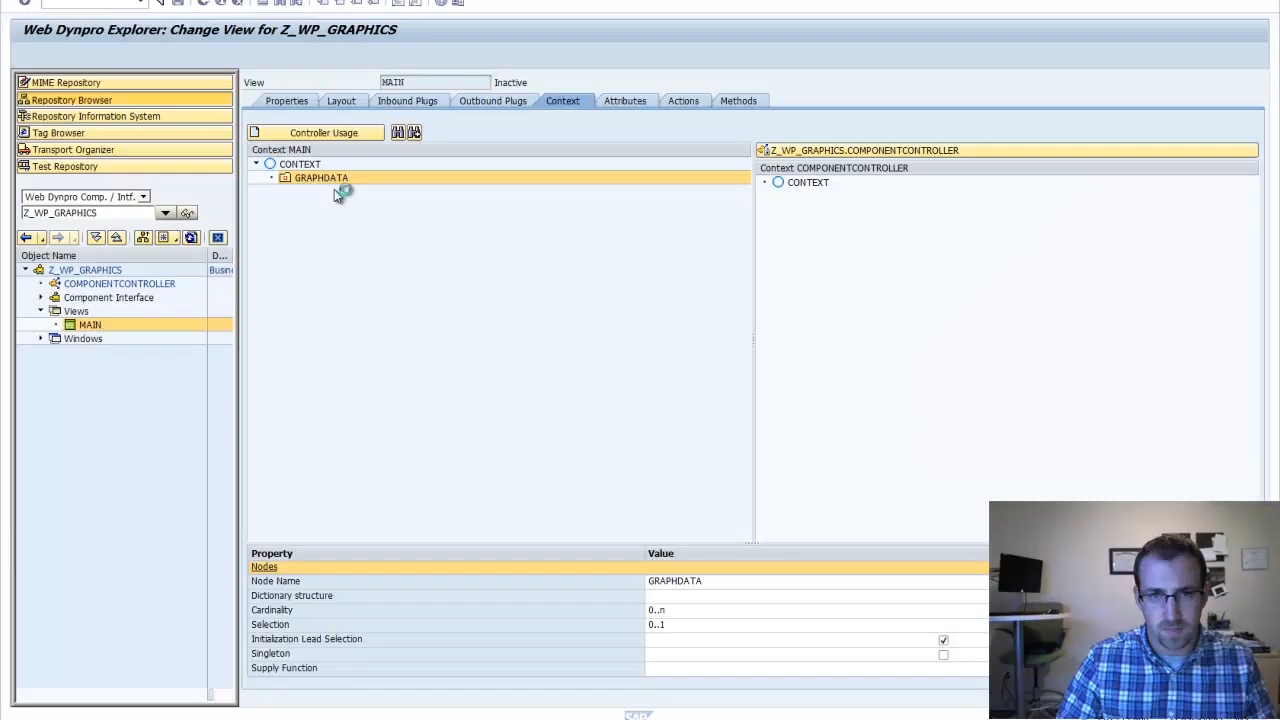 Web Dynpro Explorer: Change View for Z_WP_GRAPHICS
MIME Repository
Repository Browser
Repository Information System
Tag Browser
Transport Organizer
Test Repository
Web Dynpro Comp. / Intf.
Z_WP_GRAPHICS
Object Name D...
Z_WP_GRAPHICS Busine
COMPONENTCONTROLLER
Component Interface
Views
MAIN
Windows
View MAIN Inactive
Properties Layout Inbound Plugs Outbound Plugs Context Attributes Actions Methods
Controller Usage
Context MAIN
CONTEXT
GRAPHDATA
Z_WP_GRAPHICS.COMPONENTCONTROLLER
Context COMPONENTCONTROLLER
CONTEXT
Property Value
Nodes
Node Name GRAPHDATA
Dictionary structure
Cardinality 0..n
Selection 0..1
Initialization Lead Selection
Singleton
Supply Function
SAP